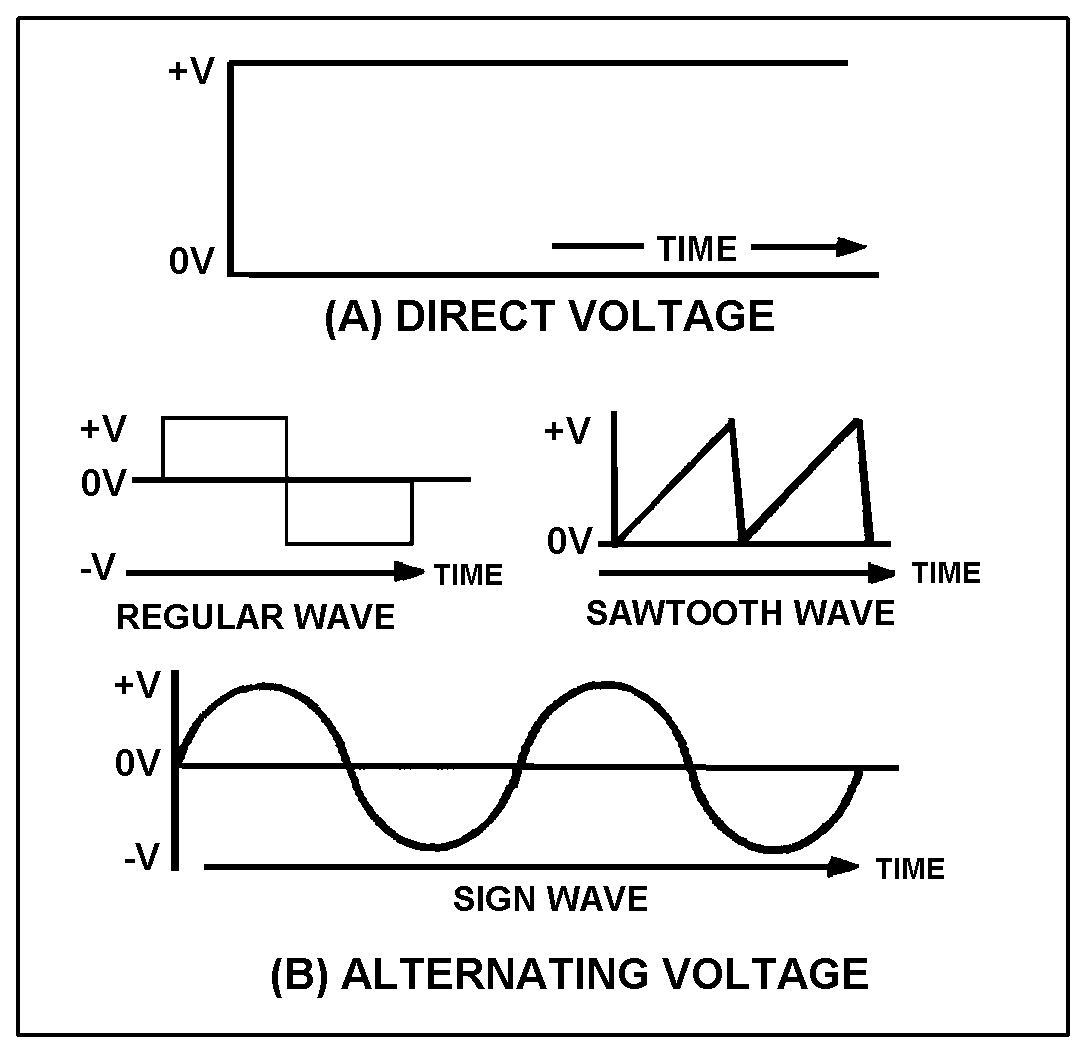 +V
0V
TIME
(A) DIRECT VOLTAGE
+V
0V
-V
TIME
REGULAR WAVE
+V
0V
TIME
SAWTOOTH WAVE
+V
0V
-V
TIME
SIGN WAVE
(B) ALTERNATING VOLTAGE